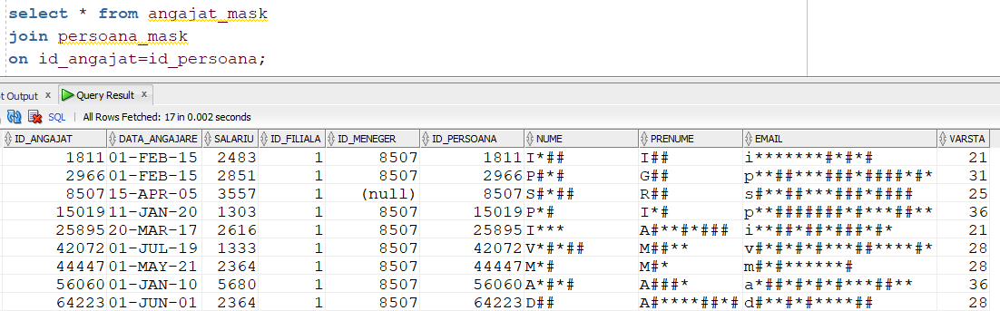 select * from angajat_mask
join persoana_mask
on id_angajat=id_persoana;
t Output x Query Result x
SQL | All Rows Fetched: 17 in 0.002 seconds
ID_ANGAJAT DATA_ANGAJARE SALARIU ID_FILIALA ID_MENEGER ID_PERSOANA NUME PRENUME EMAIL VARSTA
1811 01-FEB-15 2483 1 8507 1811 I*## I## i*******#*#*# 21
2966 01-FEB-15 2851 1 8507 2966 P#*# G## p**##***###*####*#* 31
8507 15-APR-05 3557 1 (null) 8507 S#*## R## s#**##***###*#### 25
15019 11-JAN-20 1303 1 8507 15019 P*# I*# p**#######*#***##** 36
25895 20-MAR-17 2616 1 8507 25895 I*** A#**#*### i**##*##*###*#* 21
42072 01-JUL-19 1333 1 8507 42072 V*#*## M##** v#*#*#*#***##****#* 28
44447 01-MAY-21 2364 1 8507 44447 M*# M#* m#*#******# 28
56060 01-JAN-10 5680 1 8507 56060 A*#*# A###* a*##*#*#*#***##** 36
64223 01-JUN-01 2364 1 8507 64223 D## A#****##*# d#**#*#****## 28